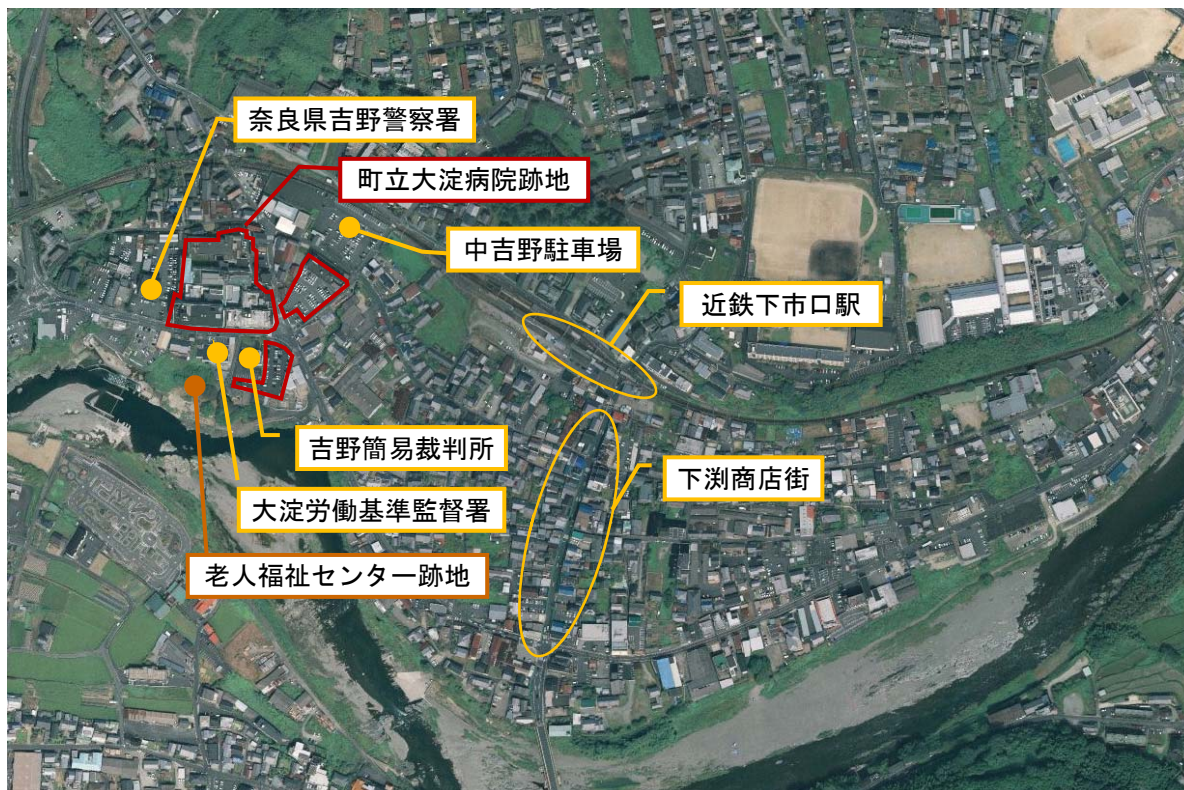 奈良県吉野警察署
町立大淀病院跡地
中吉野駐車場
近鉄下市口駅
吉野簡易裁判所
下渕商店街
大淀労働基準監督署
老人福祉センター跡地